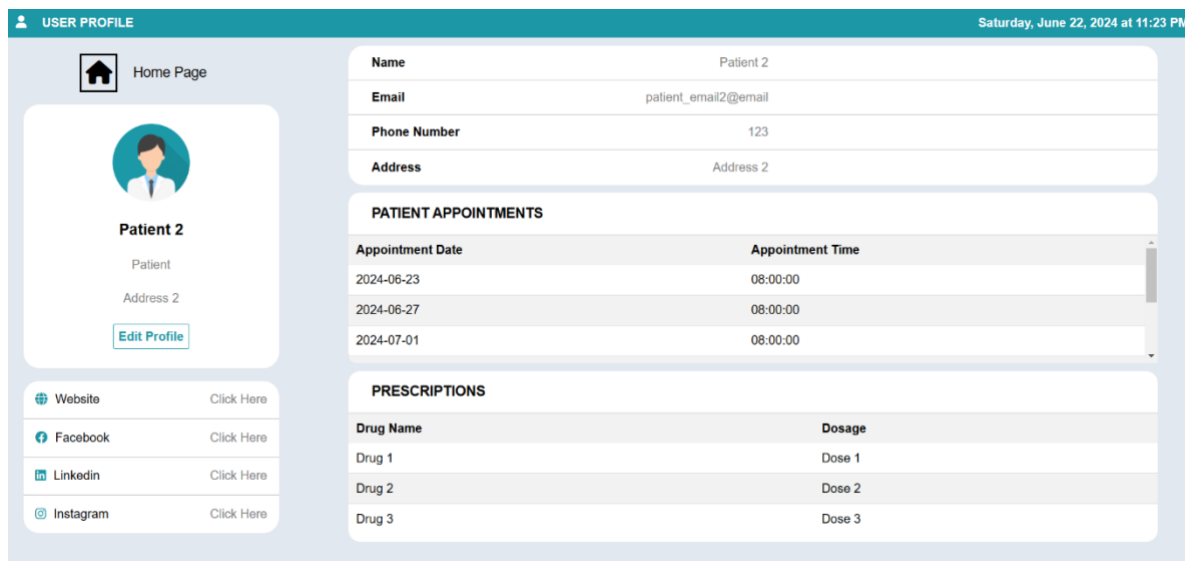 USER PROFILE Saturday, June 22, 2024 at 11:23 PM
Home Page
Patient 2
Patient
Address 2
Edit Profile
Website Click Here
Facebook Click Here
Linkedin Click Here
Instagram Click Here
Name Patient 2
Email patient_email2@email
Phone Number 123
Address Address 2
PATIENT APPOINTMENTS
Appointment Date Appointment Time
2024-06-23 08:00:00
2024-06-27 08:00:00
2024-07-01 08:00:00
PRESCRIPTIONS
Drug Name Dosage
Drug 1 Dose 1
Drug 2 Dose 2
Drug 3 Dose 3